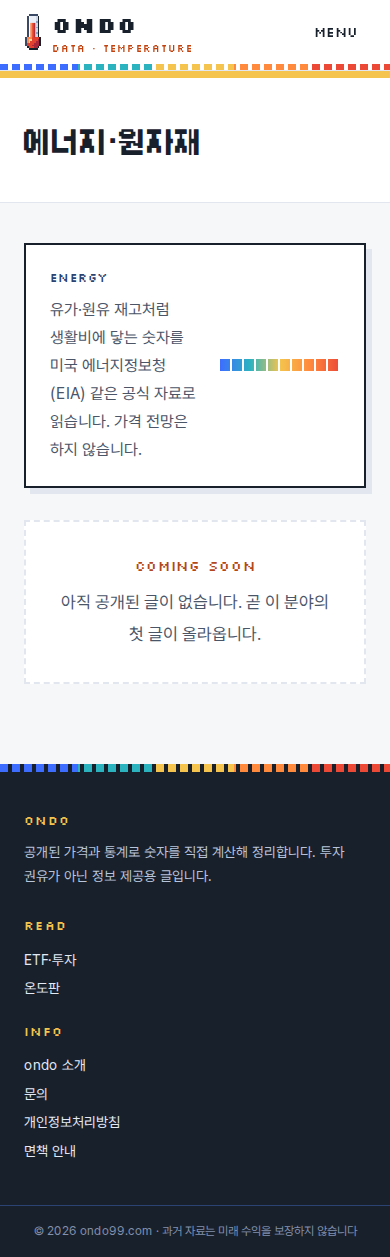 ONDO
DATA · TEMPERATURE
MENU
에너지·원자재
ENERGY
유가·원유 재고처럼
생활비에 닿는 숫자를
미국 에너지정보청
(EIA) 같은 공식 자료로
읽습니다. 가격 전망은
하지 않습니다.
COMING SOON
아직 공개된 글이 없습니다. 곧 이 분야의
첫 글이 올라옵니다.
ONDO
공개된 가격과 통계로 숫자를 직접 계산해 정리합니다. 투자
권유가 아닌 정보 제공용 글입니다.
READ
ETF·투자
온도판
INFO
ondo 소개
문의
개인정보처리방침
면책 안내
© 2026 ondo99.com · 과거 자료는 미래 수익을 보장하지 않습니다